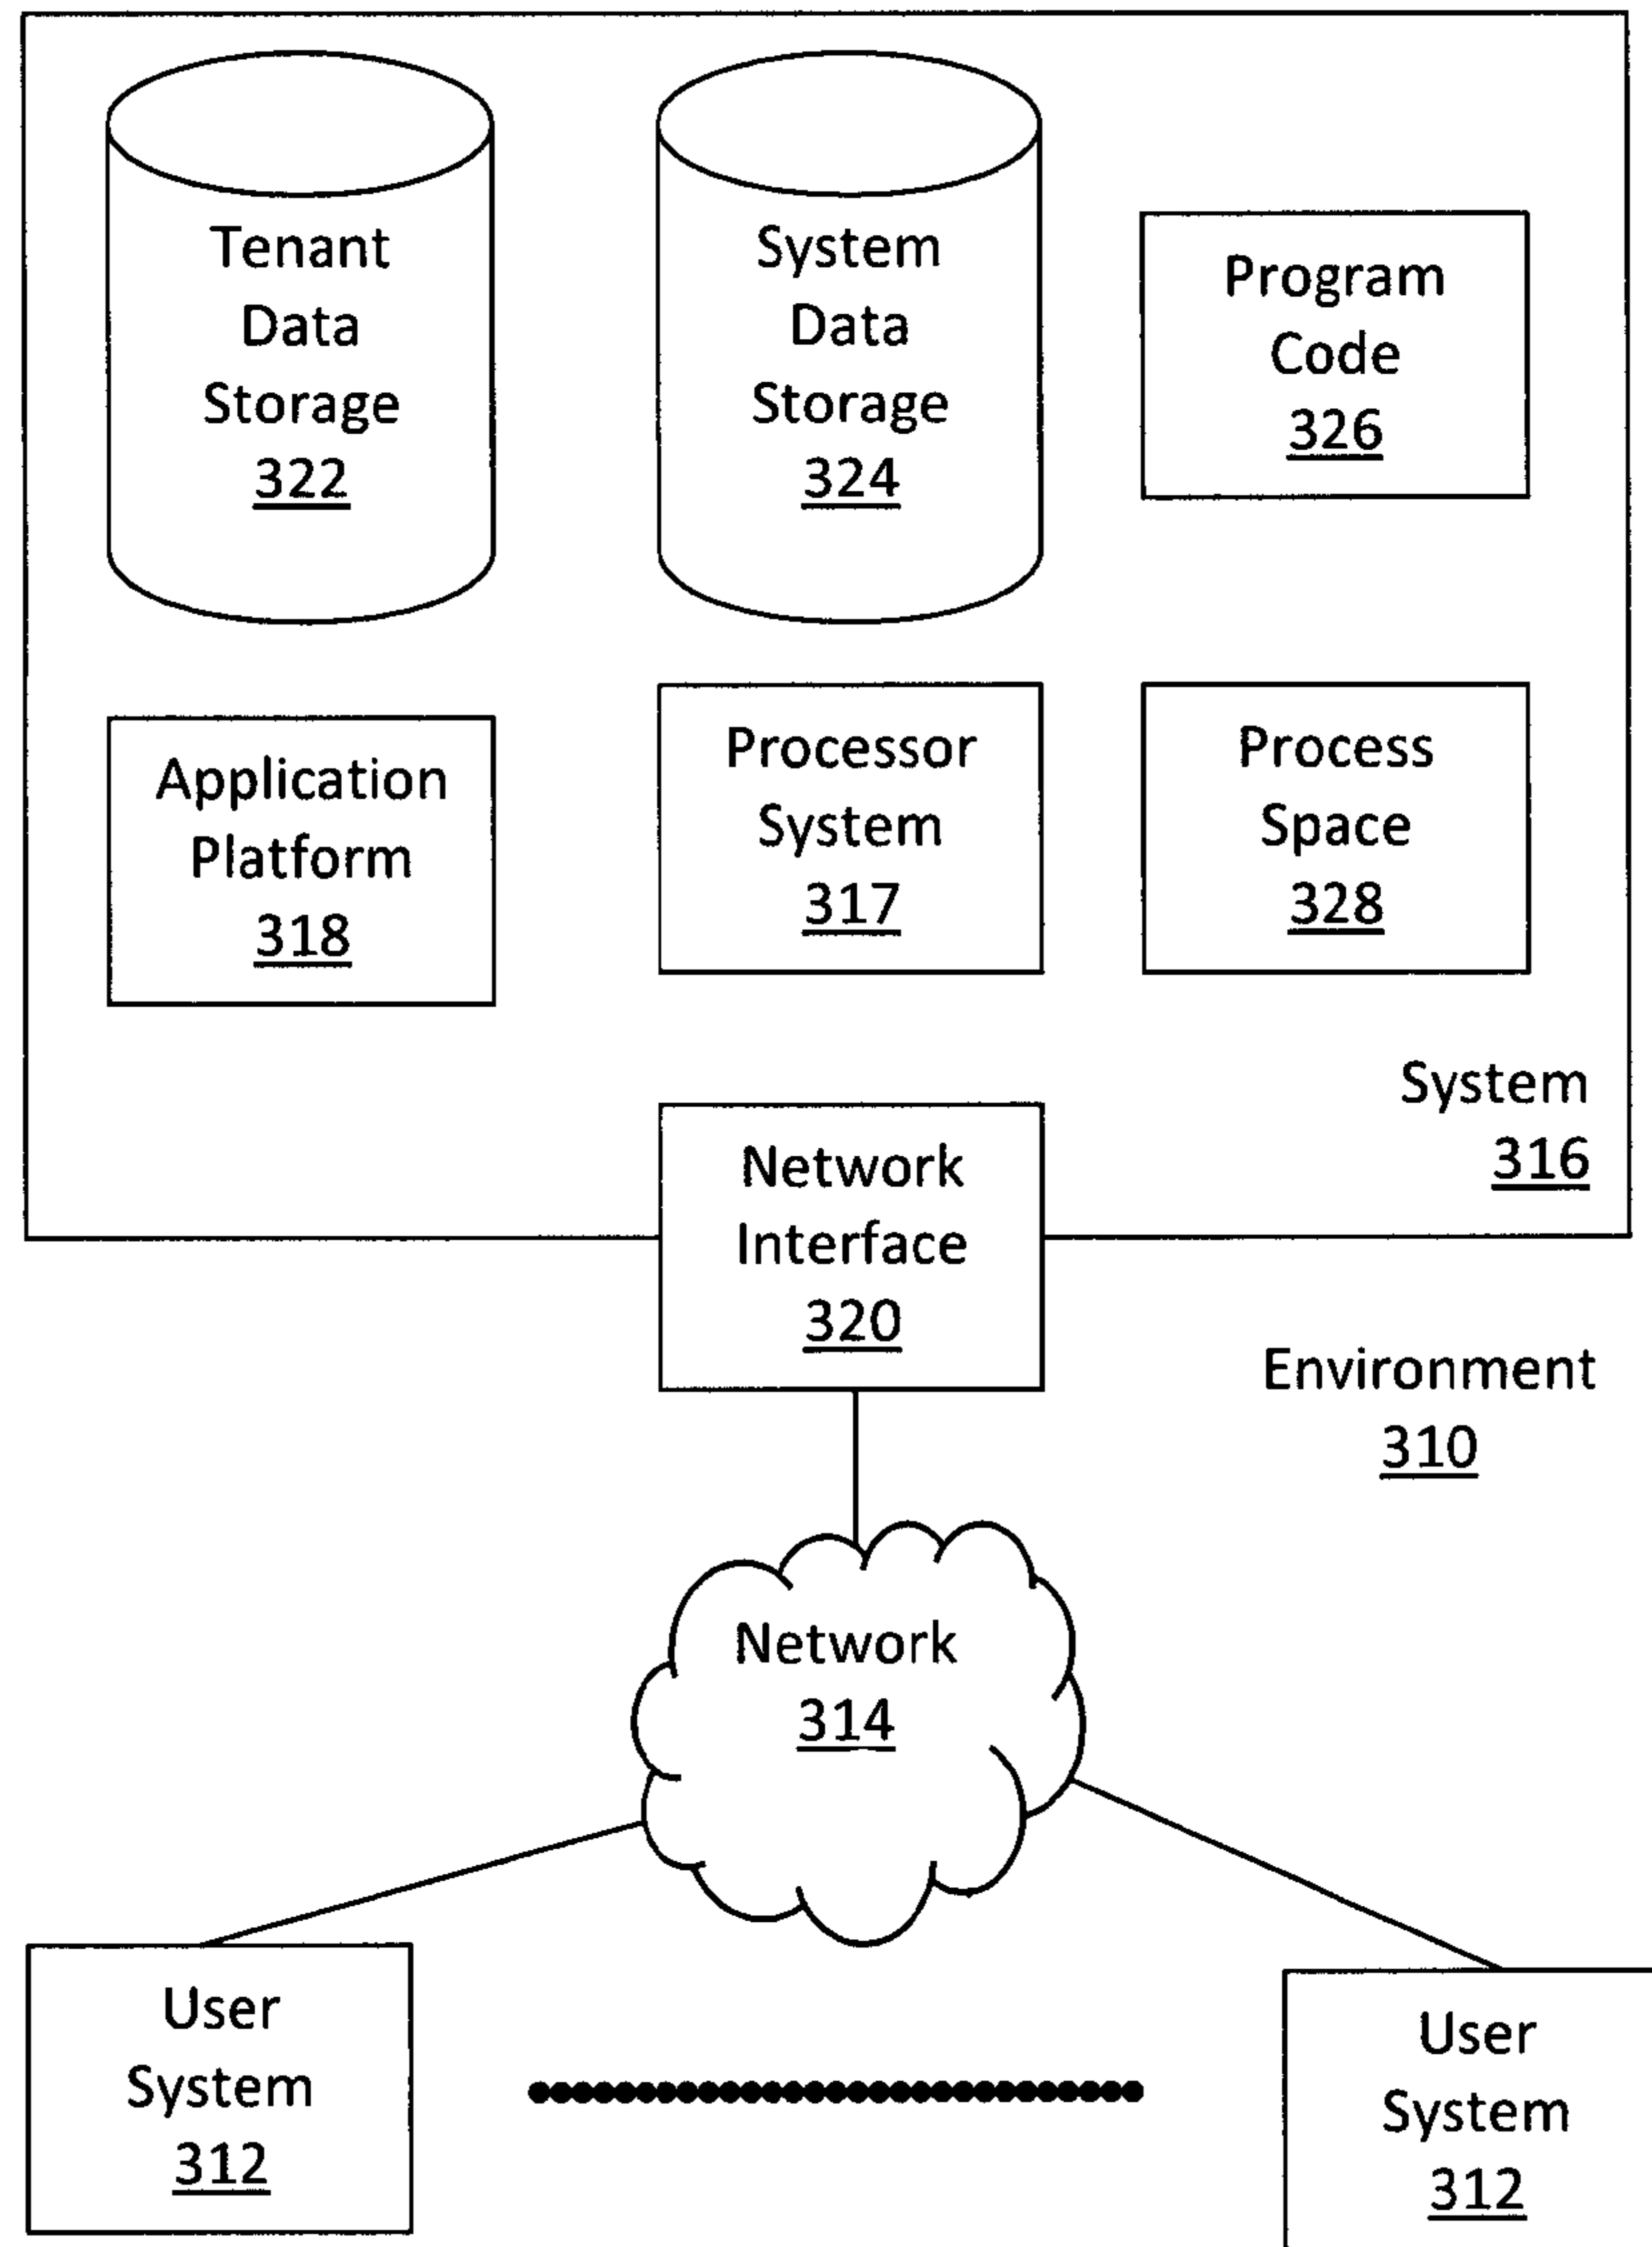 Tenant
Data
Storage
322
System
Data
Storage
324
Program
Code
326
Application
Platform
318
Processor
System
317
Process
Space
328
System
316
Network
Interface
320
Environment
310
Network
314
User
System
312
User
System
312